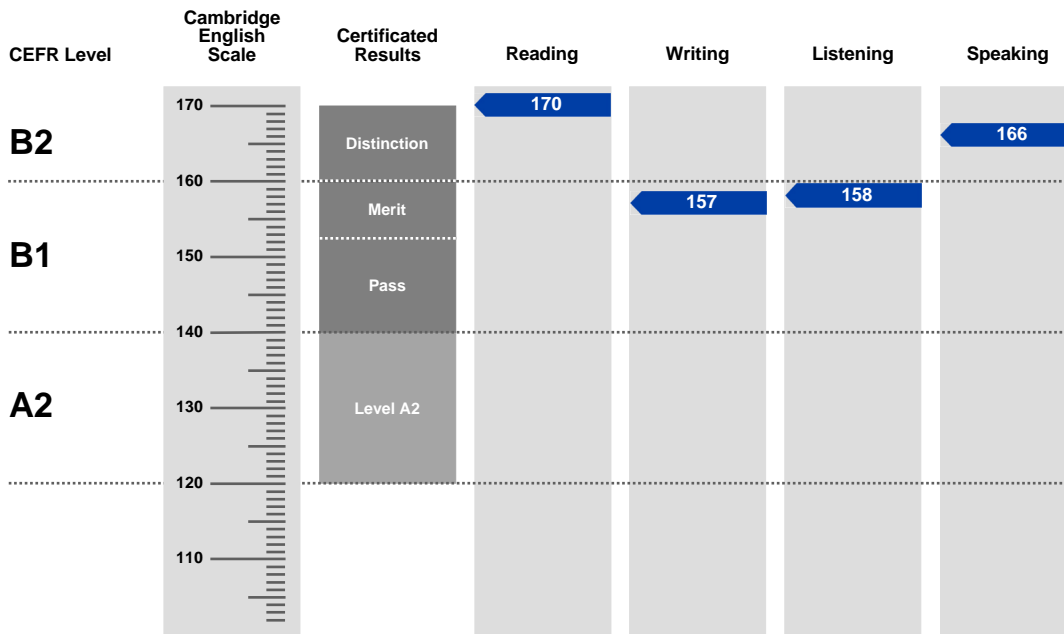 CEFR Level
Cambridge
English
Scale
Certificated
Results
Reading
Writing
Listening
Speaking
170
170
B2
Distinction
166
160
Merit
157
158
B1
150
Pass
140
A2
130
Level A2
120
110